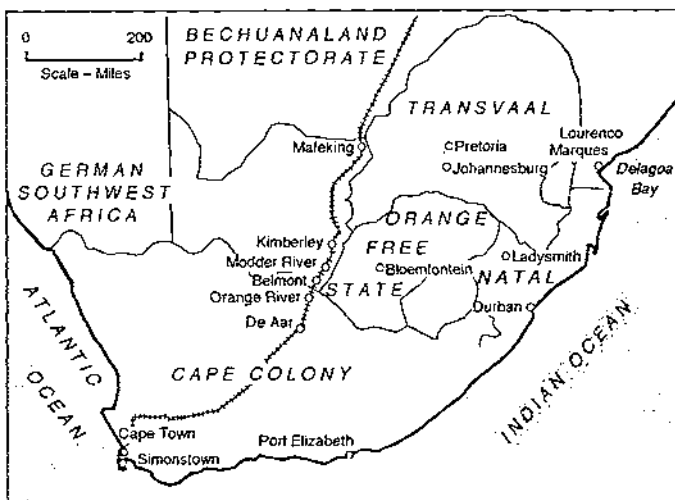 0 200
Scale – Miles
BECHUANALAND
PROTECTORATE
TRANSVAAL
Mafeking
Pretoria
Johannesburg
Lourenco
Marques
Delagoa
Bay
GERMAN
SOUTHWEST
AFRICA
ORANGE
FREE
STATE
Kimberley
Modder River
Belmont
Orange River
De Aar
Bloemfontein
Ladysmith
NATAL
Durban
ATLANTIC
OCEAN
CAPE COLONY
INDIAN OCEAN
Cape Town
Simonstown
Port Elizabeth